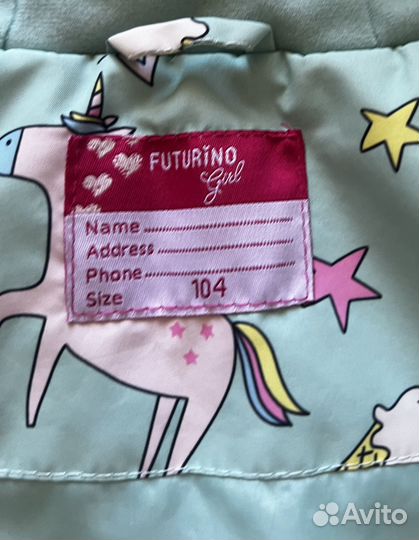 FUTURINO
Girl
Name
Address
Phone
Size 104
Avito